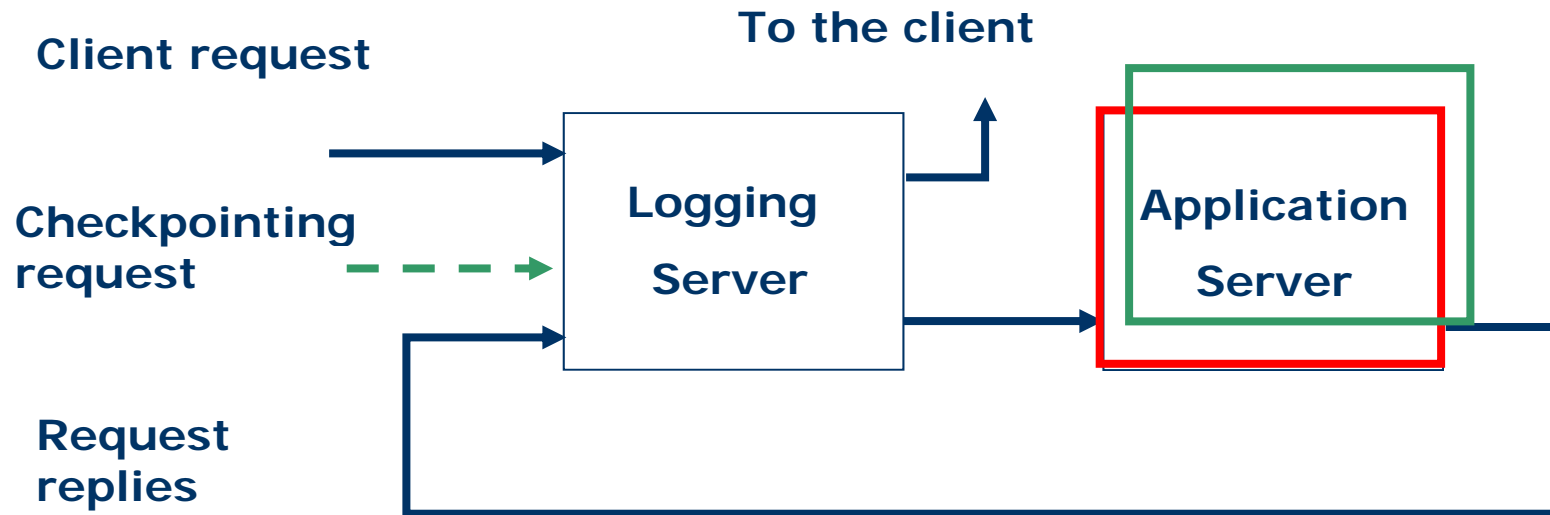 To the client
Client request
Logging
Server
Application
Server
Checkpointing
request
Request
replies